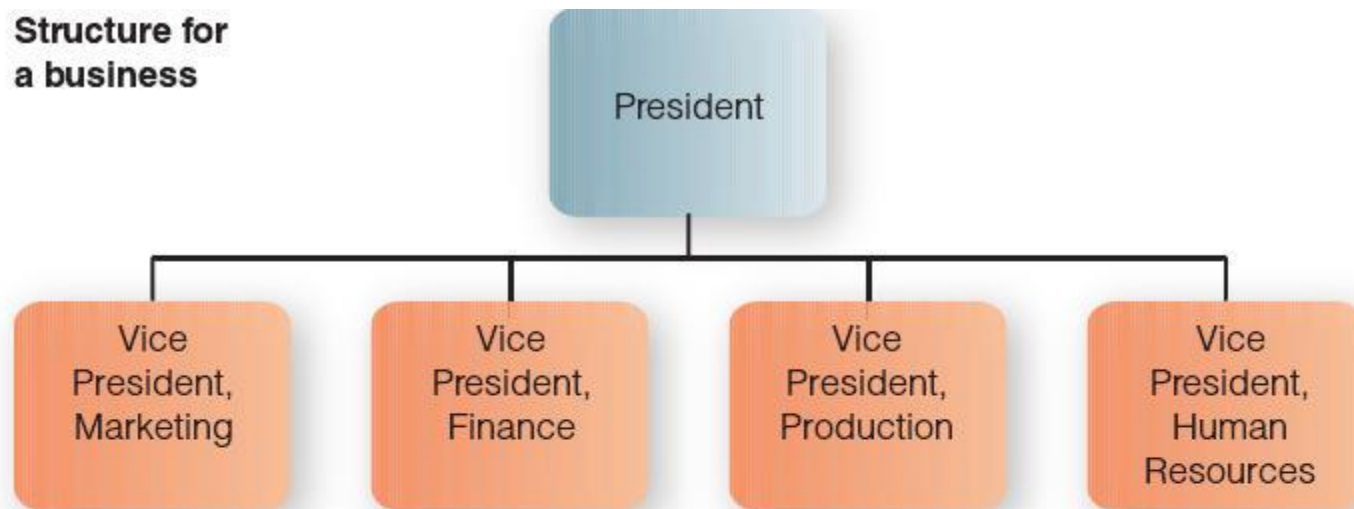 Structure for
a business
President
Vice
President,
Marketing
Vice
President,
Finance
Vice
President,
Production
Vice
President,
Human
Resources